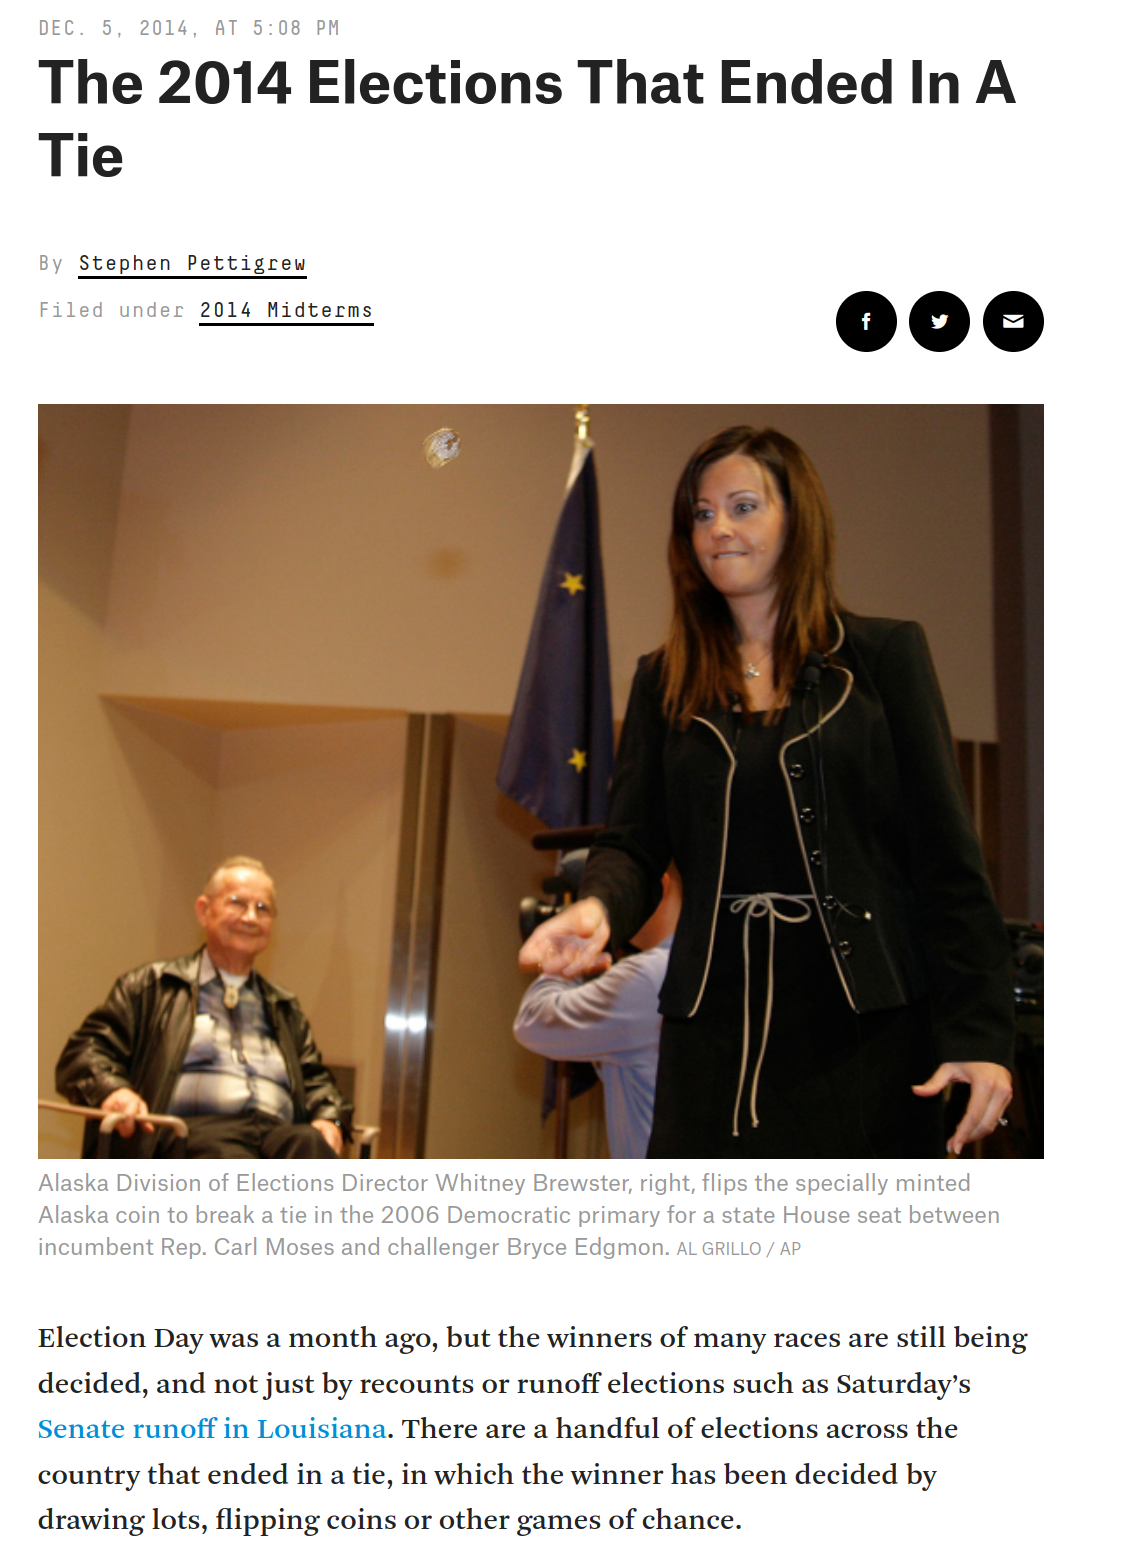 DEC. 5, 2014, AT 5:08 PM
The 2014 Elections That Ended In A
Tie
By Stephen Pettigrew
Filed under 2014 Midterms
Alaska Division of Elections Director Whitney Brewster, right, flips the specially minted
Alaska coin to break a tie in the 2006 Democratic primary for a state House seat between
incumbent Rep. Carl Moses and challenger Bryce Edgmon. AL GRILLO / AP
Election Day was a month ago, but the winners of many races are still being
decided, and not just by recounts or runoff elections such as Saturday’s
Senate runoff in Louisiana. There are a handful of elections across the
country that ended in a tie, in which the winner has been decided by
drawing lots, flipping coins or other games of chance.